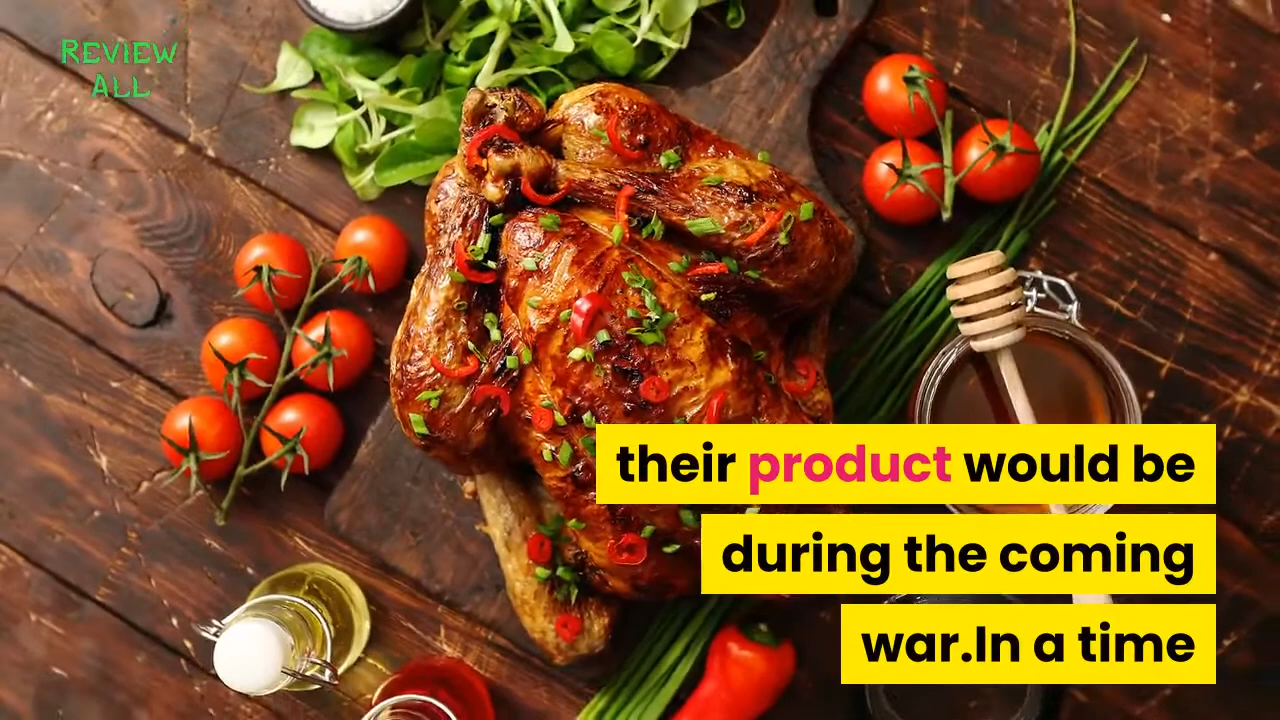 REVIEW
ALL
their product would be
during the coming
war.In a time